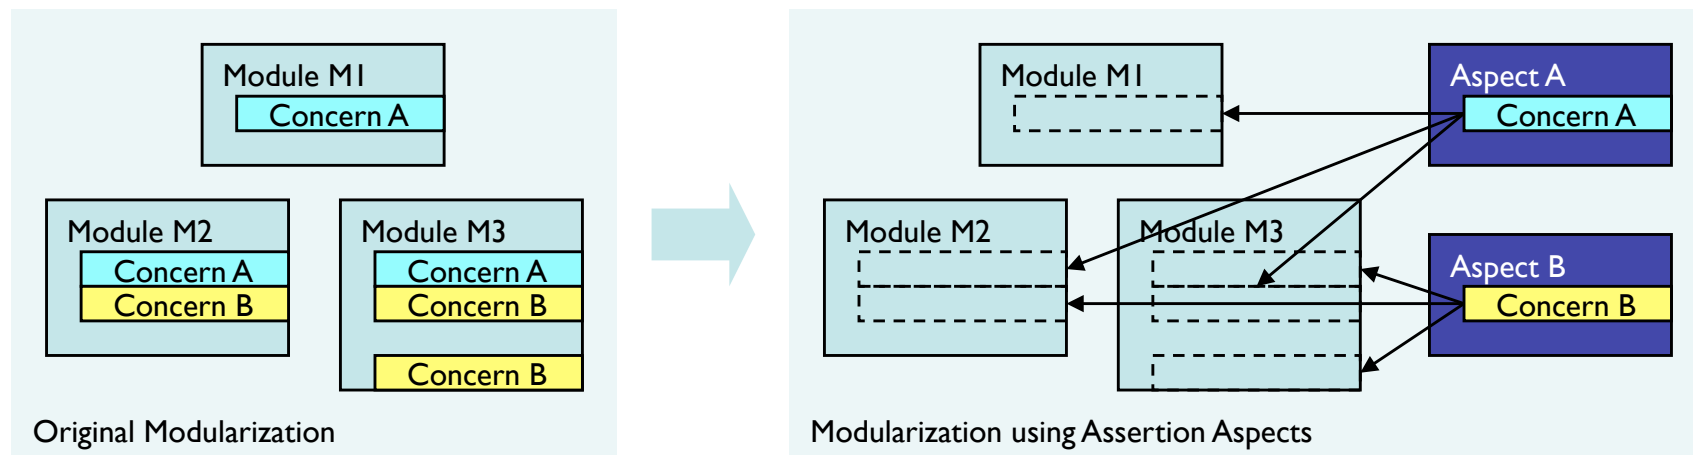 Module M1
Concern A
Module M2
Concern A
Concern B
Module M3
Concern A
Concern B
Concern B
Original Modularization
Module M1
Aspect A
Concern A
Module M2
Module M3
Aspect B
Concern B
Modularization using Assertion Aspects